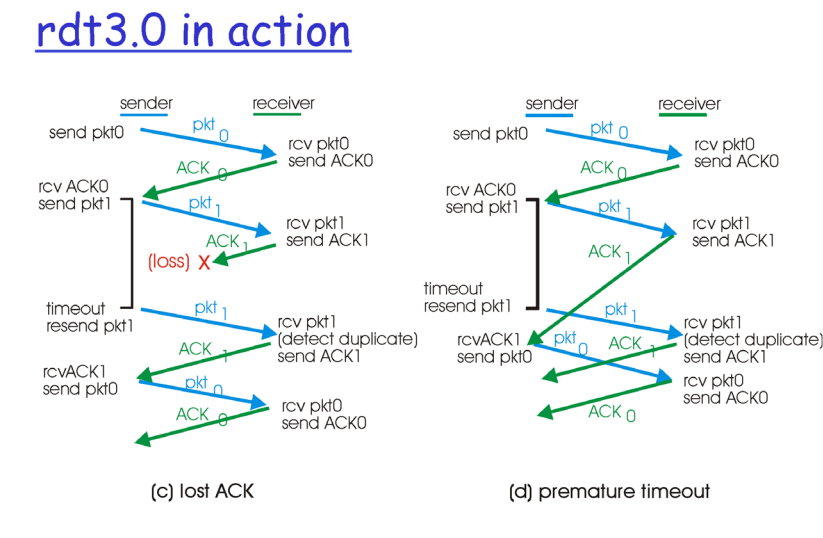 rdt3.0 in action
sender receiver
send pkt0
pkt 0
rcv pkt0
send ACK0
ACK 0
rcv ACK0
send pkt1
pkt 1
rcv pkt1
send ACK1
ACK 1
(loss) X
timeout
resend pkt1
pkt 1
rcv pkt1
(detect duplicate)
send ACK1
ACK 1
rcvACK1
send pkt0
pkt 0
rcv pkt0
send ACK0
ACK 0
(c) lost ACK
sender receiver
send pkt0
pkt 0
rcv pkt0
send ACK0
ACK 0
rcv ACK0
send pkt1
pkt 1
rcv pkt1
send ACK1
ACK 1
timeout
resend pkt1
pkt 1
rcv pkt1
(detect duplicate)
send ACK1
rcvACK1
send pkt0
pkt 0
ACK 1
rcv pkt0
send ACK0
ACK 0
(d) premature timeout